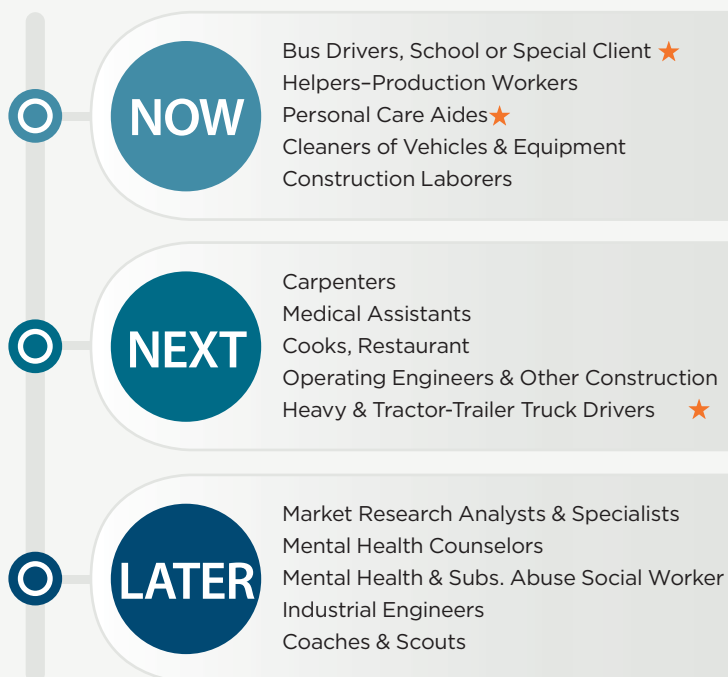 NOW
Bus Drivers, School or Special Client
Helpers–Production Workers
Personal Care Aides
Cleaners of Vehicles & Equipment
Construction Laborers
NEXT
Carpenters
Medical Assistants
Cooks, Restaurant
Operating Engineers & Other Construction
Heavy & Tractor-Trailer Truck Drivers
LATER
Market Research Analysts & Specialists
Mental Health Counselors
Mental Health & Subs. Abuse Social Worker
Industrial Engineers
Coaches & Scouts